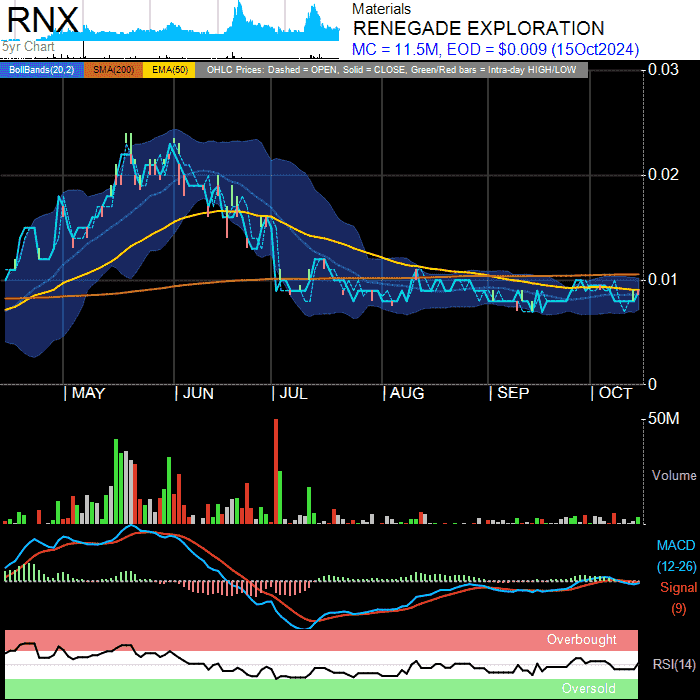 RNX
5yr Chart
Materials
RENEGADE EXPLORATION
MC = 11.5M, EOD = $0.009 (15Oct2024)
BollBands(20,2) SMA(200) EMA(50) OHLC Prices: Dashed = OPEN, Solid = CLOSE, Green/Red bars = Intra-day HIGH/LOW
0.03
0.02
0.01
0
| MAY | JUN | JUL | AUG | SEP | OCT
50M
Volume
MACD
(12-26)
Signal
(9)
Overbought
RSI(14)
Oversold